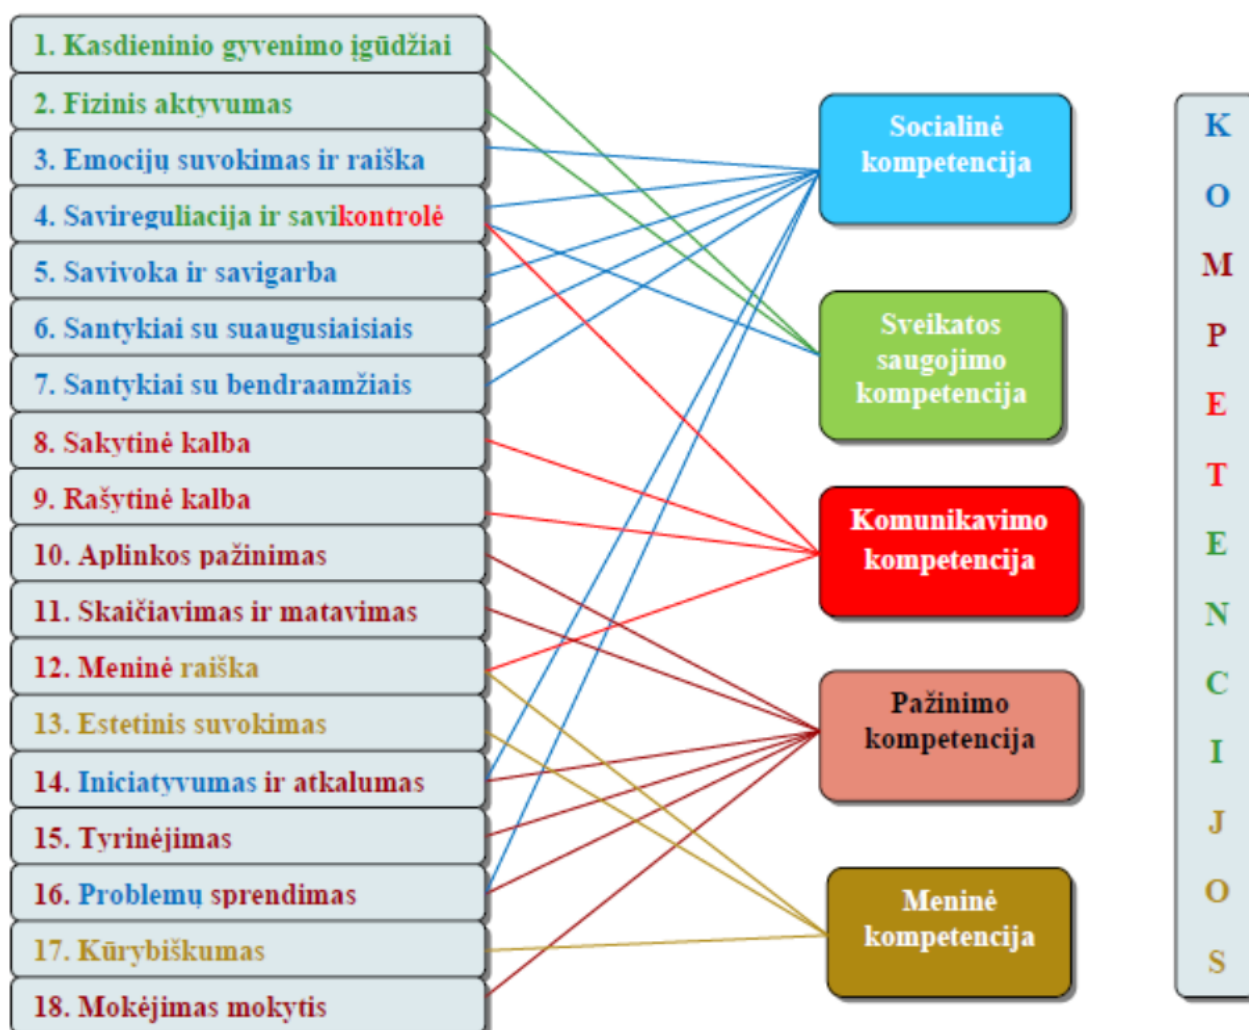 1. Kasdieninio gyvenimo įgūdžiai
2. Fizinis aktyvumas
3. Emocijų suvokimas ir raiška
4. Savireguliacija ir savikontrolė
5. Savivoka ir savigarba
6. Santykiai su suaugusiaisiais
7. Santykiai su bendraamžiais
8. Sakytinė kalba
9. Rašytinė kalba
10. Aplinkos pažinimas
11. Skaičiavimas ir matavimas
12. Meninė raiška
13. Estetinis suvokimas
14. Iniciatyvumas ir atkalumas
15. Tyrinėjimas
16. Problemų sprendimas
17. Kūrybiškumas
18. Mokėjimas mokytis
Socialinė
kompetencija
Sveikatos
saugojimo
kompetencija
Komunikavimo
kompetencija
Pažinimo
kompetencija
Meninė
kompetencija
K
O
M
P
E
T
E
N
C
I
J
O
S